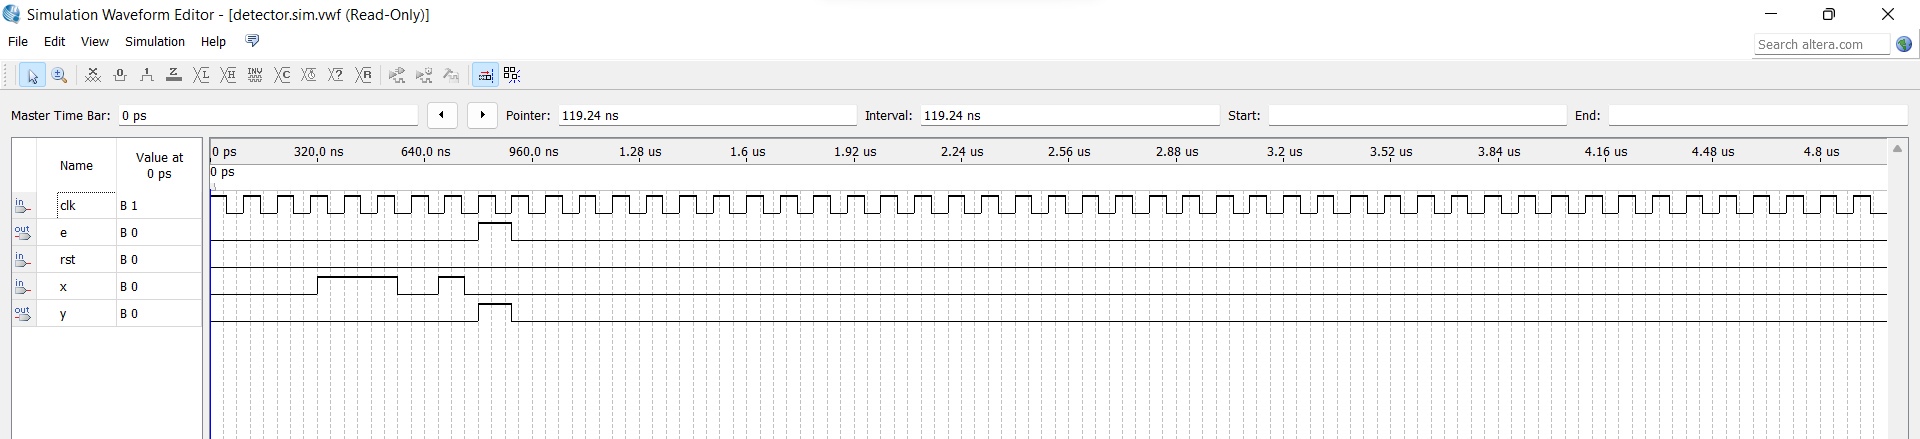 Simulation Waveform Editor - [detector.sim.vwf (Read-Only)]
File Edit View Simulation Help
Search altera.com
Master Time Bar: 0 ps Pointer: 119.24 ns Interval: 119.24 ns Start: End:
Name Value at 0 ps
0 ps 320.0 ns 640.0 ns 960.0 ns 1.28 us 1.6 us 1.92 us 2.24 us 2.56 us 2.88 us 3.2 us 3.52 us 3.84 us 4.16 us 4.48 us 4.8 us
0 ps
in clk B 1
out e B 0
in rst B 0
in x B 0
out y B 0